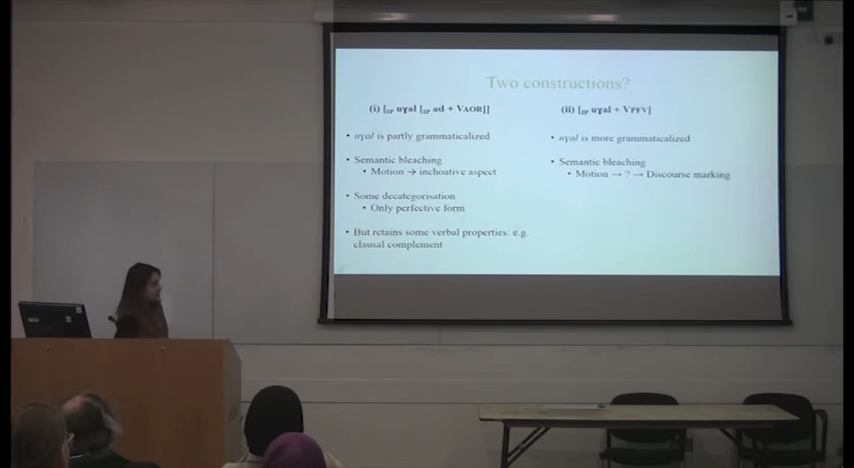 Two constructions?
(i) [IP uɣal [IP ad + VAOR]]
• uɣal is partly grammaticalized
• Semantic bleaching
• Motion → inchoative aspect
• Some decategorisation
• Only perfective form
• But retains some verbal properties: e.g.
clausal complement
(ii) [IP uɣal + VPFV]
• uɣal is more grammaticalized
• Semantic bleaching
• Motion → ? → Discourse marking